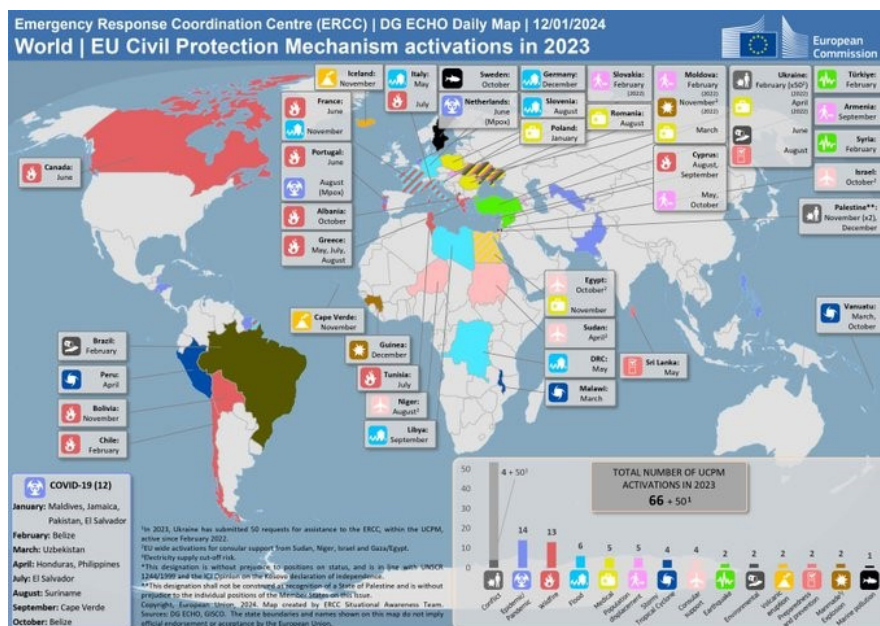 Emergency Response Coordination Centre (ERCC) | DG ECHO Daily Map | 12/01/2024
World | EU Civil Protection Mechanism activations in 2023
European
Commission
Iceland:
November
Italy:
May
July
Sweden:
October
Netherlands:
June
(Mpox)
Germany:
December
Slovenia:
August
Poland:
January
Slovakia:
February
(2022)
Romania:
August
Moldova:
February
(2022)
November³
(2022)
March
Cyprus:
August,
September
May,
October
Ukraine:
February (x50¹)
(2022)
April
(2022)
June
August
Türkiye:
February
Armenia:
September
Syria:
February
Israel:
October²
Palestine**:
November (x2),
December
France:
June
November
Portugal:
June
August
(Mpox)
Albania:
October
Greece:
May, July,
August
Canada:
June
Cape Verde:
November
Guinea:
December
Tunisia:
July
Niger:
August²
Libya:
September
Egypt:
October²
November
Sudan:
April²
DRC:
May
Malawi:
March
Sri Lanka:
May
Vanuatu:
March,
October
Brazil:
February
Peru:
April
Bolivia:
November
Chile:
February
COVID-19 (12)
January: Maldives, Jamaica,
Pakistan, El Salvador
February: Belize
March: Uzbekistan
April: Honduras, Philippines
July: El Salvador
August: Suriname
September: Cape Verde
October: Belize
¹In 2023, Ukraine has submitted 50 requests for assistance to the ERCC, within the UCPM,
active since February 2022.
²EU wide activations for consular support from Sudan, Niger, Israel and Gaza/Egypt.
³Electricity supply cut-off risk.
*This designation is without prejudice to positions on status, and is in line with UNSCR
1244/1999 and the ICJ Opinion on the Kosovo declaration of independence.
**This designation shall not be construed as recognition of a State of Palestine and is without
prejudice to the individual positions of the Member States on this issue.
Copyright, European Union, 2024. Map created by ERCC Situational Awareness Team.
Sources: DG ECHO, GISCO. The state boundaries and names shown on this map do not imply
official endorsement or acceptance by the European Union.
TOTAL NUMBER OF UCPM
ACTIVATIONS IN 2023
66 + 50¹
50
40
30
20
10
0
4 + 50¹
14
13
6
5
5
4
4
2
2
2
2
2
1
Conflict
Epidemic/
Pandemic
Wildfire
Flood
Medical
Population
displacement
Storm/
Tropical Cyclone
Consular
support
Earthquake
Environmental
Volcanic
eruption
Preparedness
and prevention
Manmade/
Explosion
Marine pollution